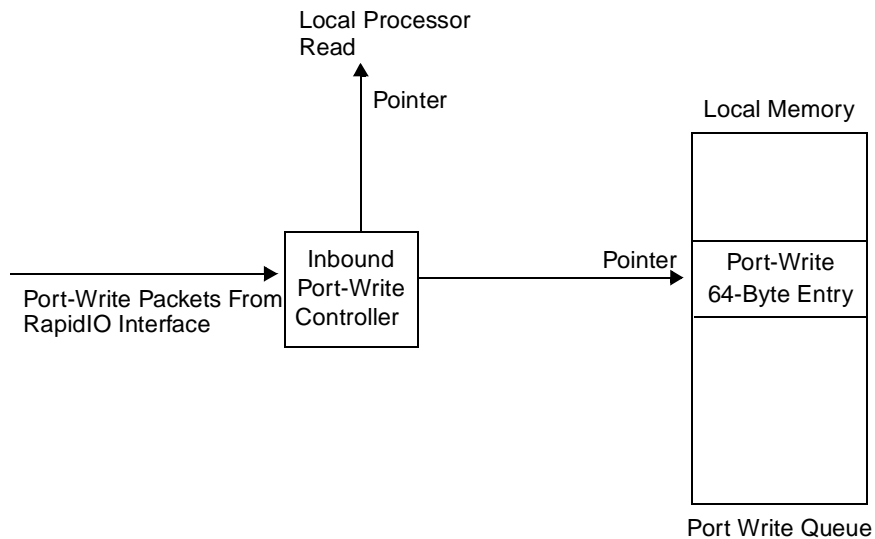 Local Processor
Read
Pointer
Local Memory
Inbound
Port-Write
Controller
Pointer
Port-Write
64-Byte Entry
Port-Write Packets From
RapidIO Interface
Port Write Queue